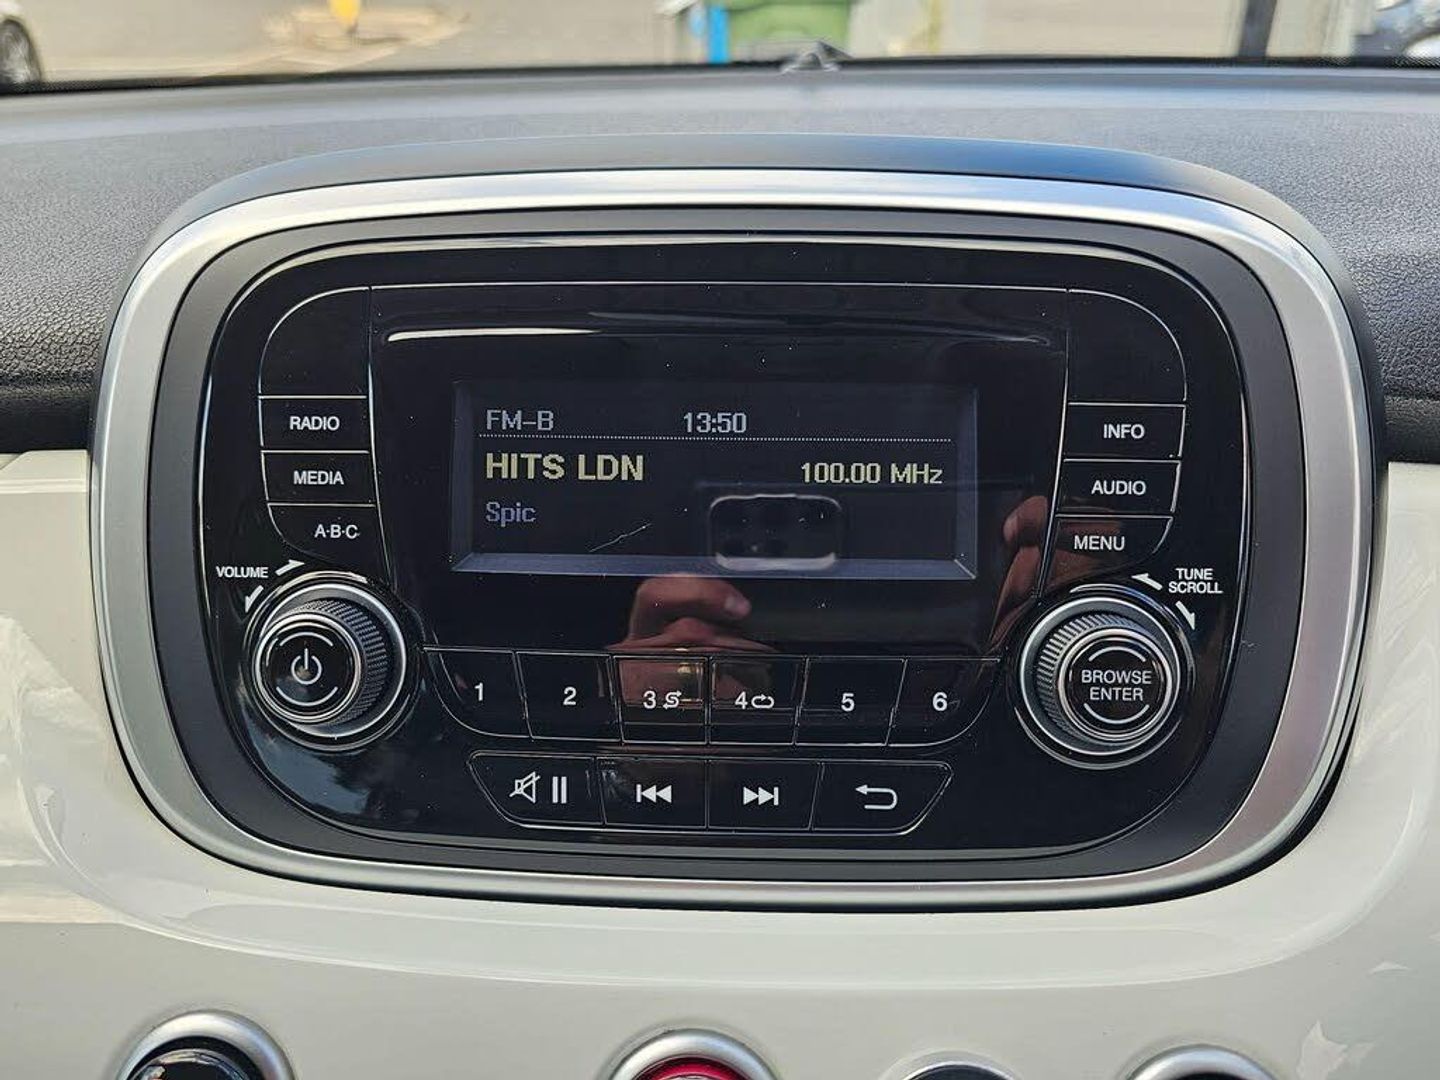 FM-B 13:50
HITS LDN 100.00 MHz
Spic
RADIO
MEDIA
A·B·C
VOLUME
INFO
AUDIO
MENU
TUNE
SCROLL
BROWSE
ENTER
1 2 3 4 5 6